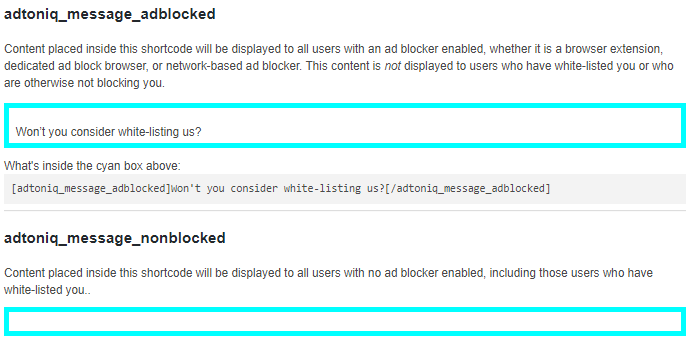 adtoniq_message_adblocked
Content placed inside this shortcode will be displayed to all users with an ad blocker enabled, whether it is a browser extension,
dedicated ad block browser, or network-based ad blocker. This content is not displayed to users who have white-listed you or who
are otherwise not blocking you.
Won’t you consider white-listing us?
What's inside the cyan box above:
[adtoniq_message_adblocked]Won't you consider white-listing us?[/adtoniq_message_adblocked]
adtoniq_message_nonblocked
Content placed inside this shortcode will be displayed to all users with no ad blocker enabled, including those users who have
white-listed you..